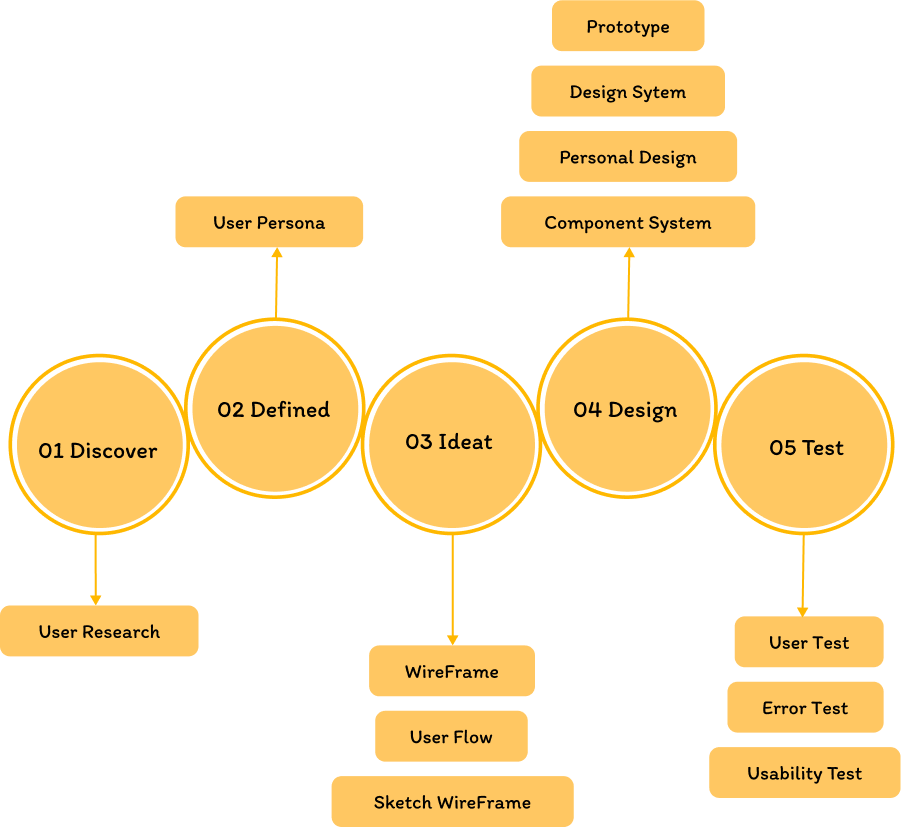 Prototype
Design Sytem
Personal Design
Component System
User Persona
01 Discover
02 Defined
03 Ideat
04 Design
05 Test
User Research
WireFrame
User Flow
Sketch WireFrame
User Test
Error Test
Usability Test